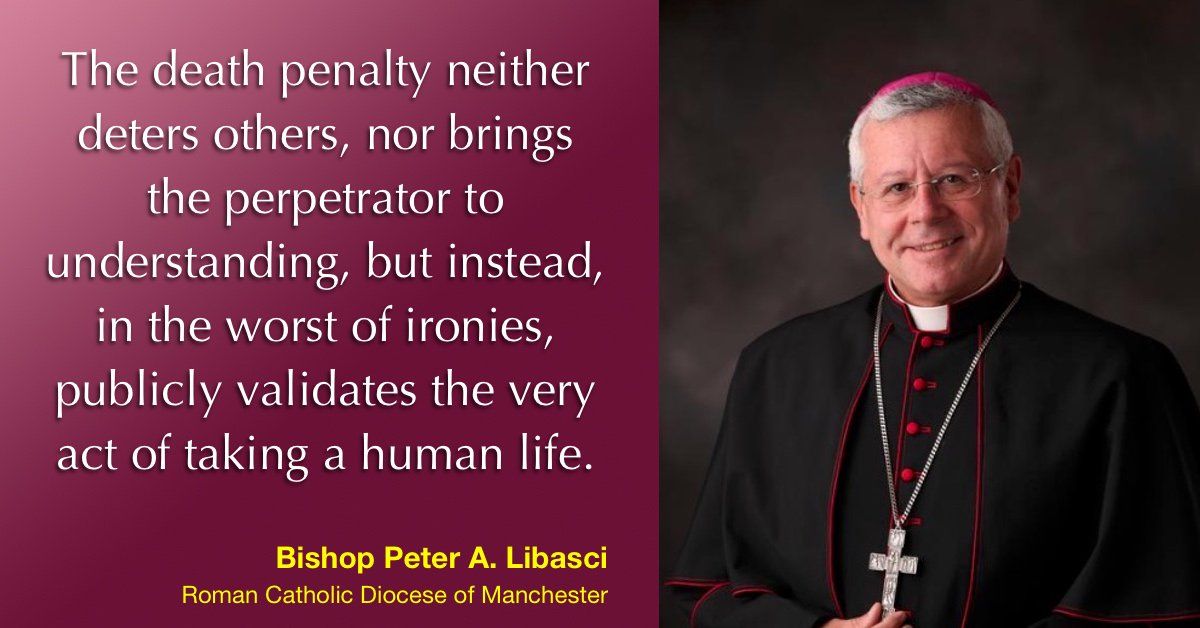 The death penalty neither
deters others, nor brings
the perpetrator to
understanding, but instead,
in the worst of ironies,
publicly validates the very
act of taking a human life.
Bishop Peter A. Libasci
Roman Catholic Diocese of Manchester